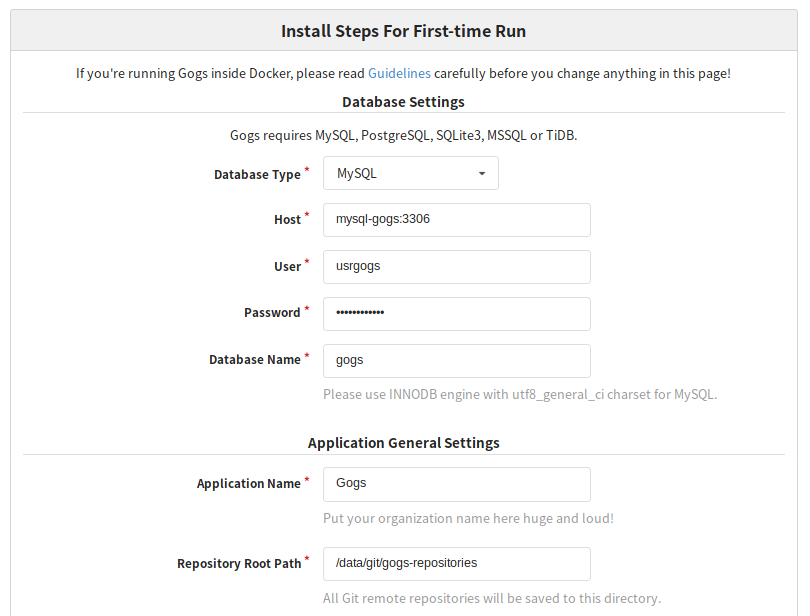 Install Steps For First-time Run
If you're running Gogs inside Docker, please read Guidelines carefully before you change anything in this page!
Database Settings
Gogs requires MySQL, PostgreSQL, SQLite3, MSSQL or TiDB.
Database Type * MySQL
Host * mysql-gogs:3306
User * usrgogs
Password * ••••••••••••
Database Name * gogs
Please use INNODB engine with utf8_general_ci charset for MySQL.
Application General Settings
Application Name * Gogs
Put your organization name here huge and loud!
Repository Root Path * /data/git/gogs-repositories
All Git remote repositories will be saved to this directory.